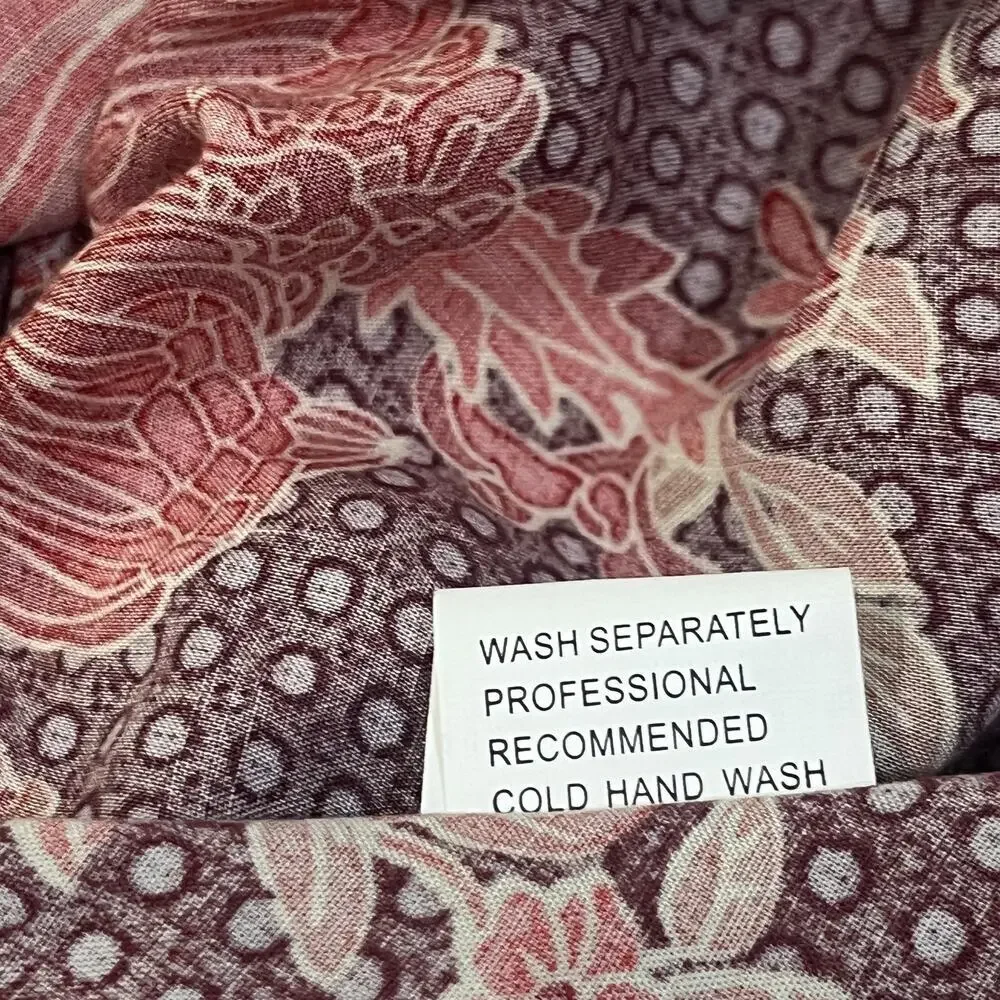 WASH SEPARATELY
PROFESSIONAL
RECOMMENDED
COLD HAND WASH